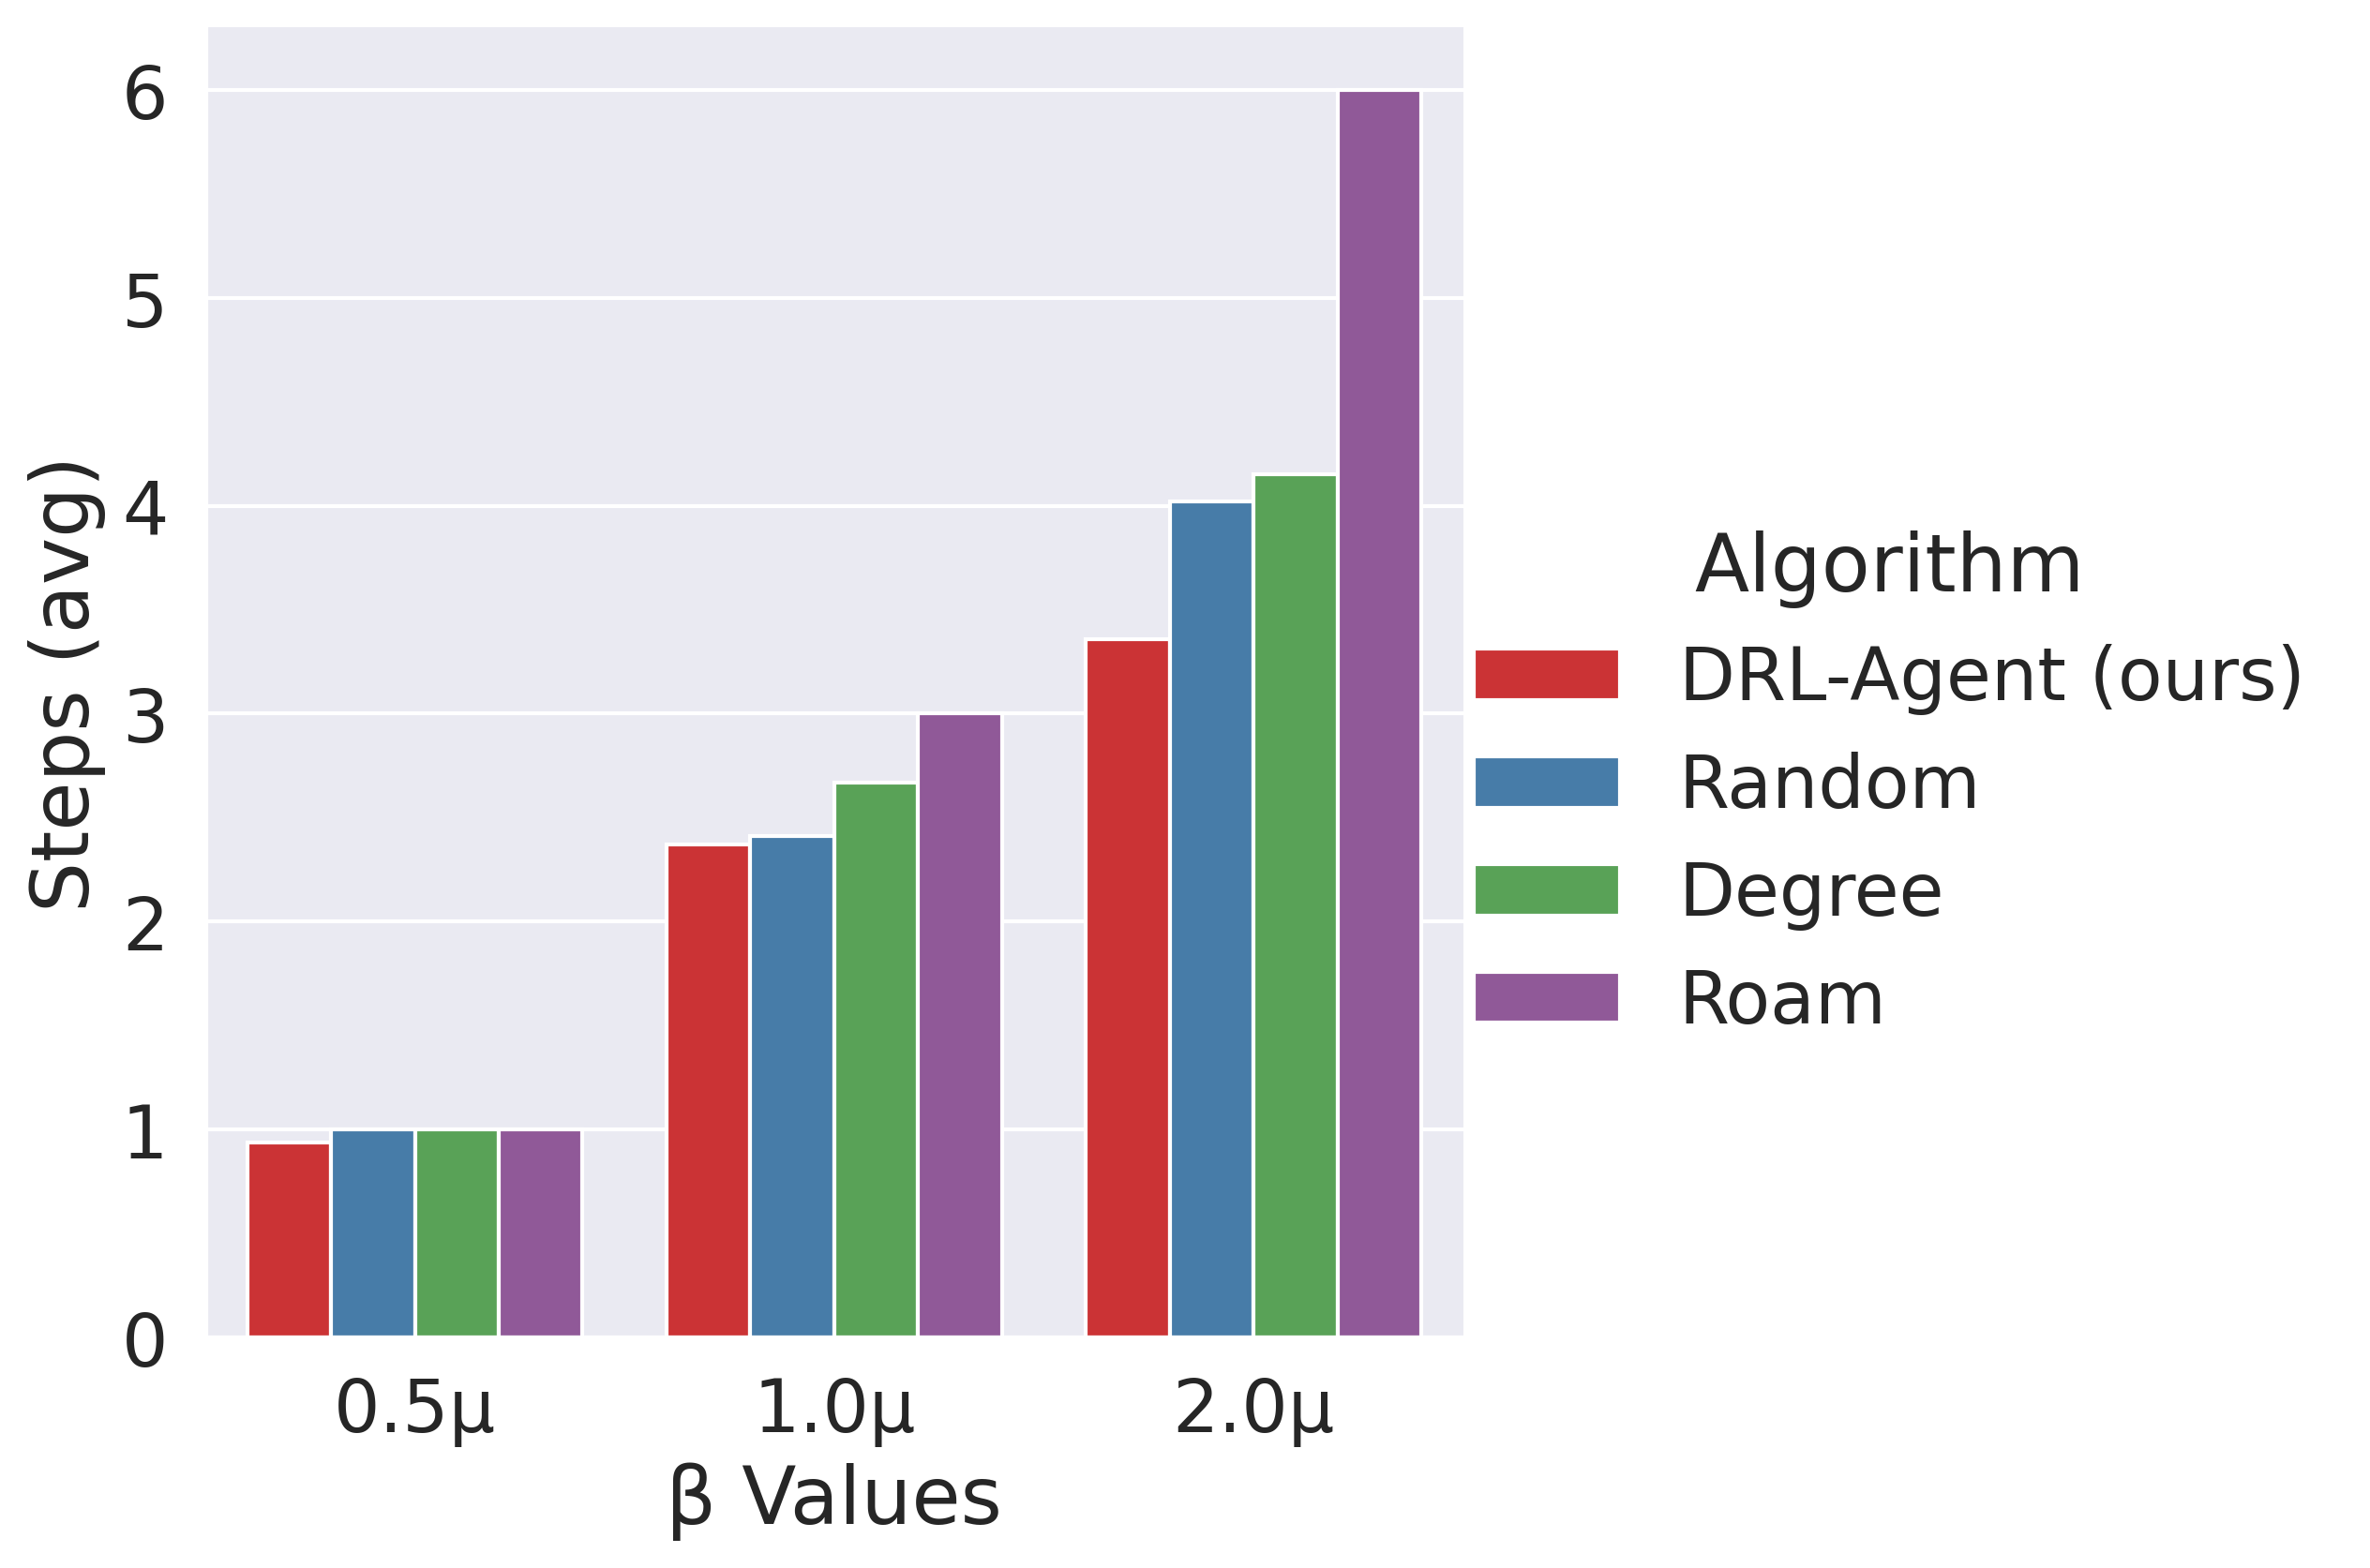 6
5
4
3
2
1
0
Steps (avg)
0.5μ 1.0μ 2.0μ
β Values
Algorithm
DRL-Agent (ours)
Random
Degree
Roam